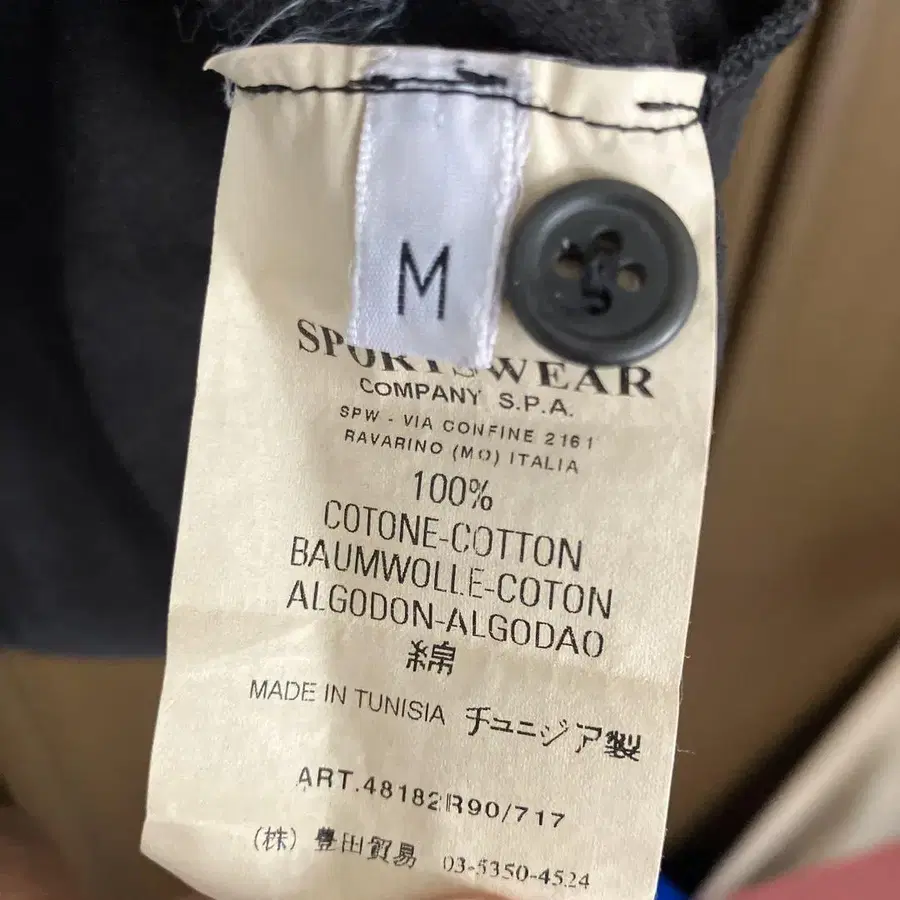 M
SPORTSWEAR
COMPANY S.P.A.
SPW - VIA CONFINE 2161
RAVARINO (MO) ITALIA
100%
COTONE-COTTON
BAUMWOLLE-COTON
ALGODON-ALGODAO
綿
MADE IN TUNISIA チュニジア製
ART.48182R90/717
(株) 豊田貿易 03-5350-4524